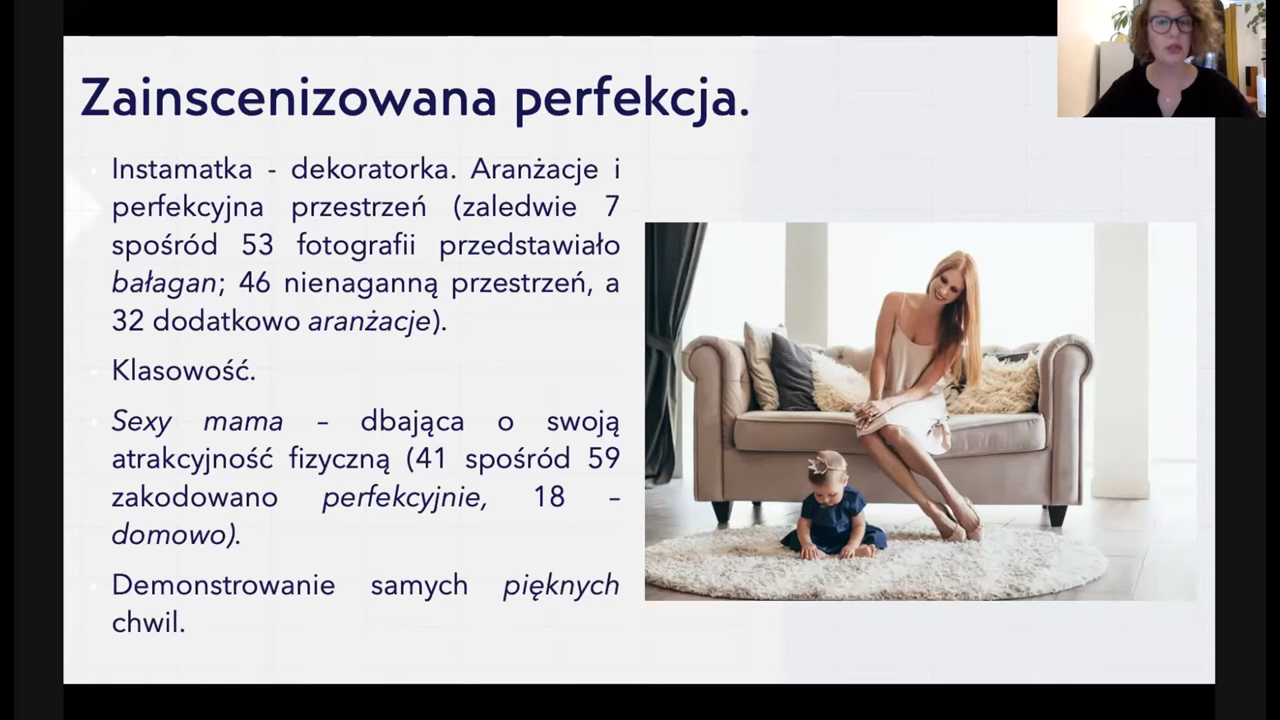 Zainscenizowana perfekcja.
Instamatka - dekoratorka. Aranżacje i
perfekcyjna przestrzeń (zaledwie 7
spośród 53 fotografii przedstawiało
bałagan; 46 nienaganną przestrzeń, a
32 dodatkowo aranżacje).
Klasowość.
Sexy mama – dbająca o swoją
atrakcyjność fizyczną (41 spośród 59
zakodowano perfekcyjnie, 18 –
domowo).
Demonstrowanie samych pięknych
chwil.